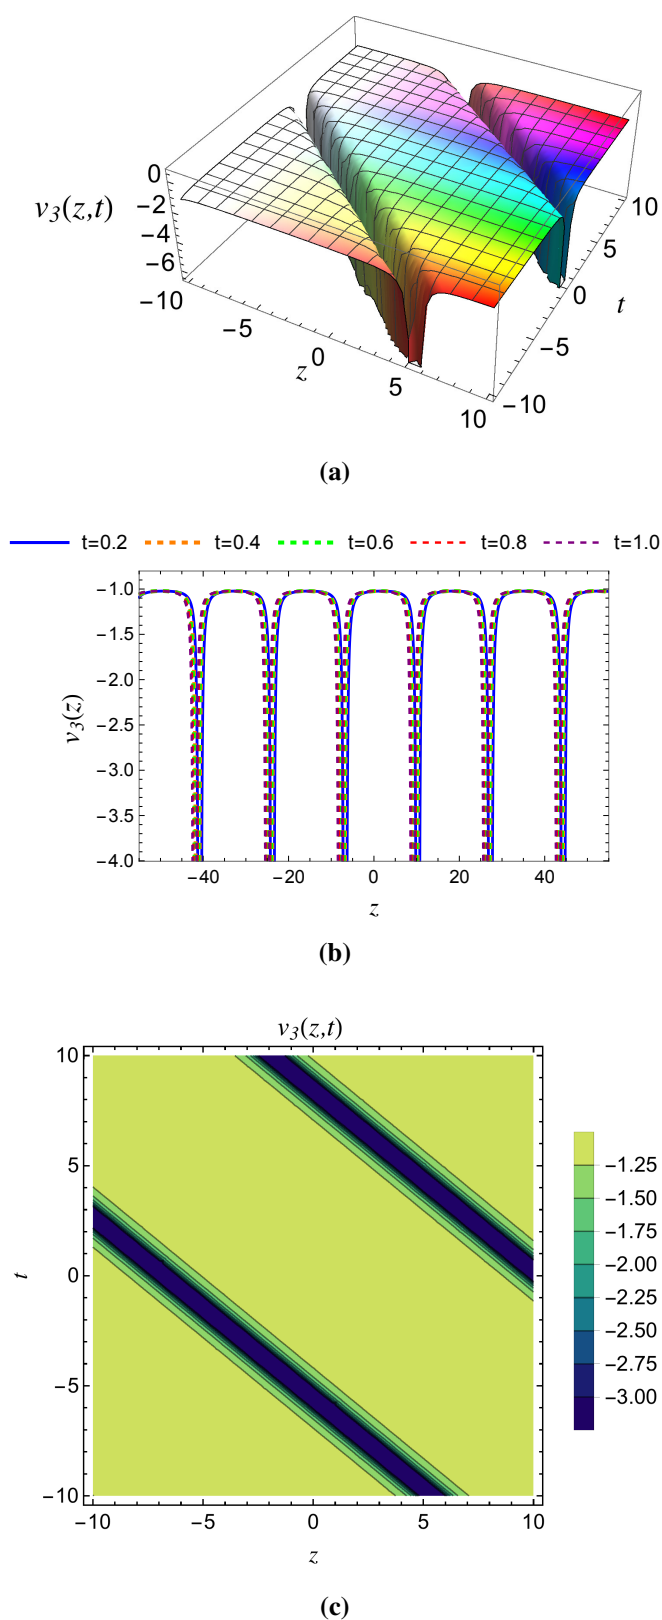 v₃(z,t)
0
−2
−4
−6
−10
−5
0
5
10
z
−10
−5
0
5
10
t
(a)
t=0.2 t=0.4 t=0.6 t=0.8 t=1.0
−1.0
−1.5
−2.0
−2.5
−3.0
−3.5
−4.0
v₃(z)
−40 −20 0 20 40
z
(b)
v₃(z,t)
10
5
0
−5
−10
t
−10 −5 0 5 10
z
−1.25
−1.50
−1.75
−2.00
−2.25
−2.50
−2.75
−3.00
(c)